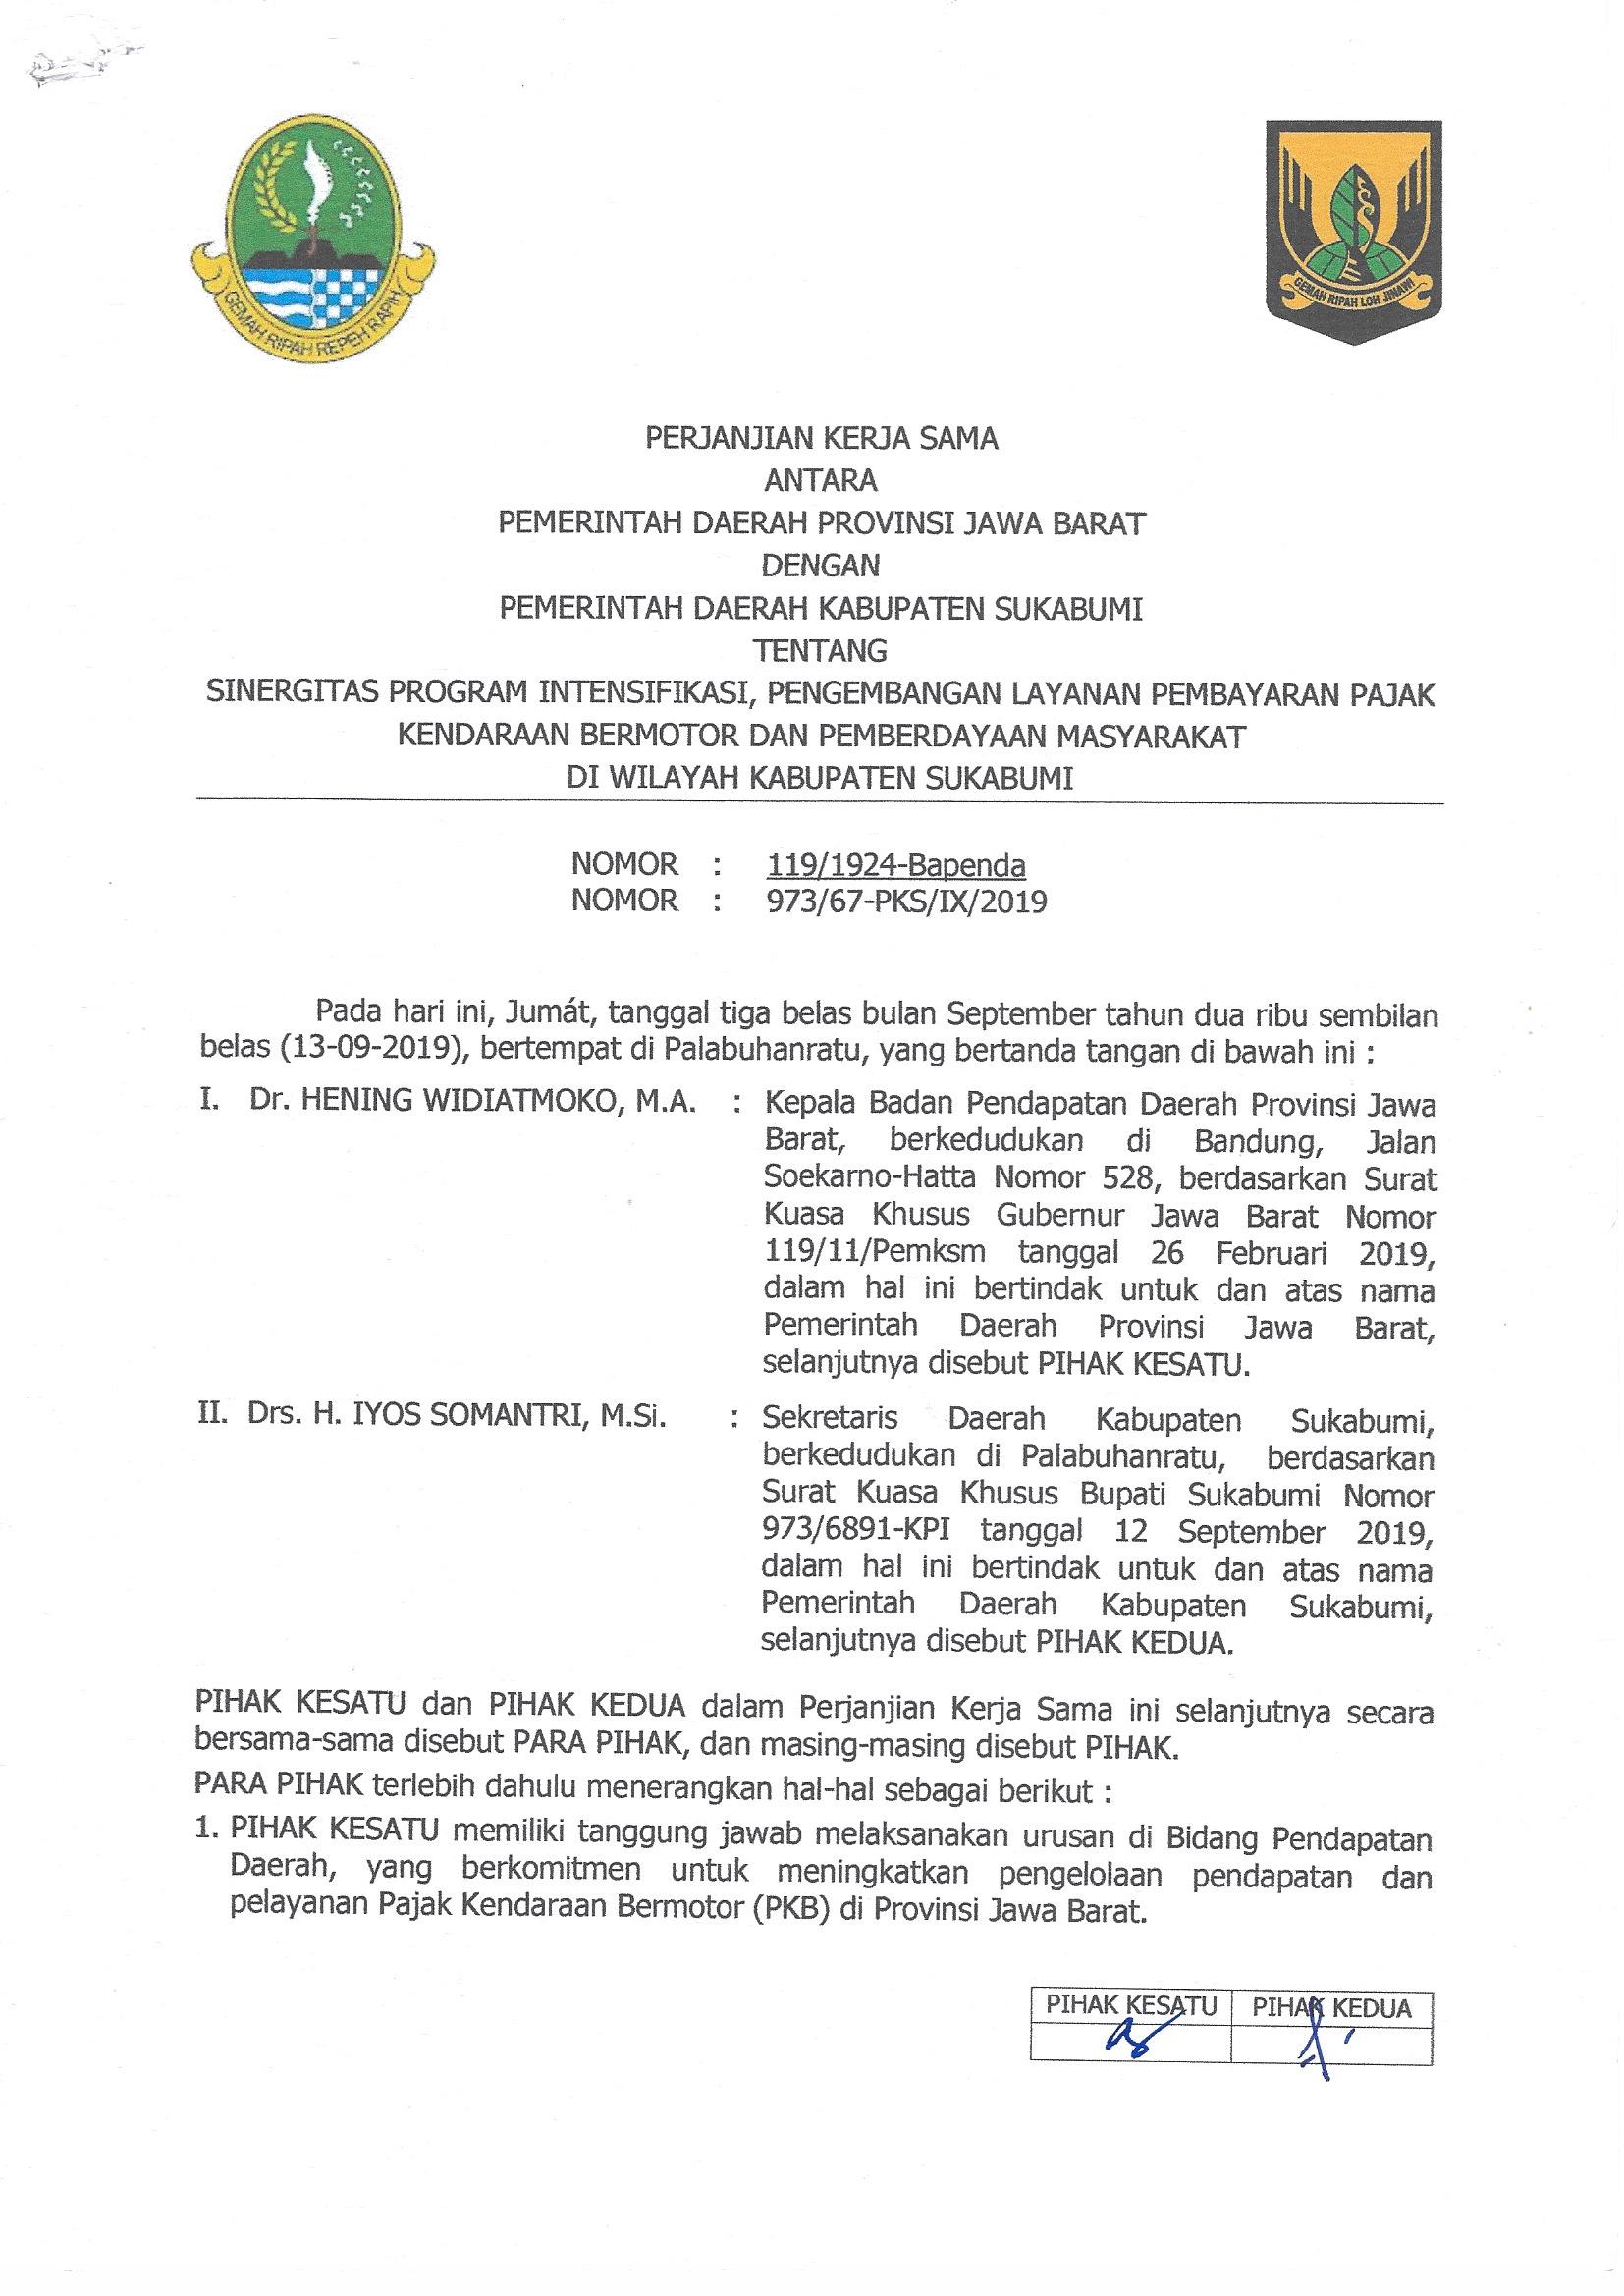 GEMAH RIPAH REPEH RAPIH
GEMAH RIPAH LOH JINAWI
PERJANJIAN KERJA SAMA
ANTARA
PEMERINTAH DAERAH PROVINSI JAWA BARAT
DENGAN
PEMERINTAH DAERAH KABUPATEN SUKABUMI
TENTANG
SINERGITAS PROGRAM INTENSIFIKASI, PENGEMBANGAN LAYANAN PEMBAYARAN PAJAK
KENDARAAN BERMOTOR DAN PEMBERDAYAAN MASYARAKAT
DI WILAYAH KABUPATEN SUKABUMI
NOMOR : 119/1924-Bapenda
NOMOR : 973/67-PKS/IX/2019
Pada hari ini, Jumát, tanggal tiga belas bulan September tahun dua ribu sembilan
belas (13-09-2019), bertempat di Palabuhanratu, yang bertanda tangan di bawah ini :
I. Dr. HENING WIDIATMOKO, M.A. : Kepala Badan Pendapatan Daerah Provinsi Jawa
Barat, berkedudukan di Bandung, Jalan
Soekarno-Hatta Nomor 528, berdasarkan Surat
Kuasa Khusus Gubernur Jawa Barat Nomor
119/11/Pemksm tanggal 26 Februari 2019,
dalam hal ini bertindak untuk dan atas nama
Pemerintah Daerah Provinsi Jawa Barat,
selanjutnya disebut PIHAK KESATU.
II. Drs. H. IYOS SOMANTRI, M.Si. : Sekretaris Daerah Kabupaten Sukabumi,
berkedudukan di Palabuhanratu, berdasarkan
Surat Kuasa Khusus Bupati Sukabumi Nomor
973/6891-KPI tanggal 12 September 2019,
dalam hal ini bertindak untuk dan atas nama
Pemerintah Daerah Kabupaten Sukabumi,
selanjutnya disebut PIHAK KEDUA.
PIHAK KESATU dan PIHAK KEDUA dalam Perjanjian Kerja Sama ini selanjutnya secara
bersama-sama disebut PARA PIHAK, dan masing-masing disebut PIHAK.
PARA PIHAK terlebih dahulu menerangkan hal-hal sebagai berikut :
1. PIHAK KESATU memiliki tanggung jawab melaksanakan urusan di Bidang Pendapatan
Daerah, yang berkomitmen untuk meningkatkan pengelolaan pendapatan dan
pelayanan Pajak Kendaraan Bermotor (PKB) di Provinsi Jawa Barat.
PIHAK KESATU PIHAK KEDUA